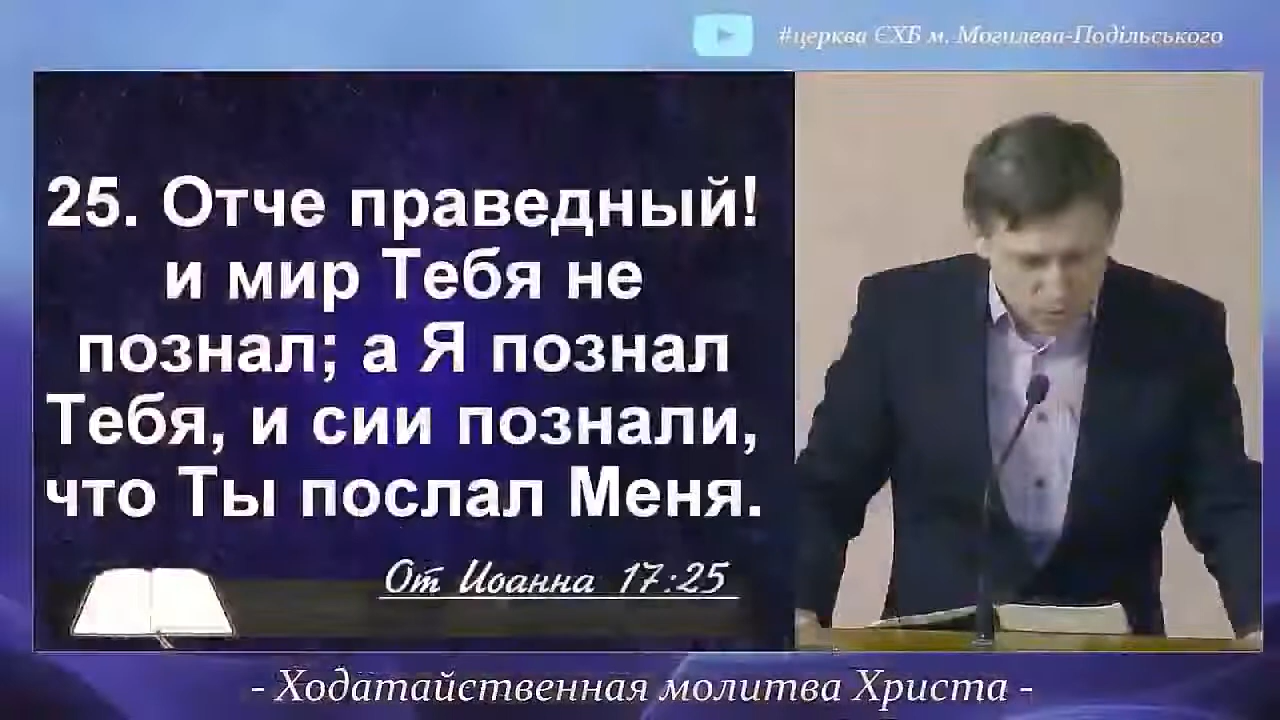 #церква ЄХБ м. Могилева-Подільського
25. Отче праведный!
и мир Тебя не
познал; а Я познал
Тебя, и сии познали,
что Ты послал Меня.
От Иоанна 17:25
- Ходатайственная молитва Христа -